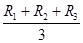 R₁ + R₂ + R₃
3